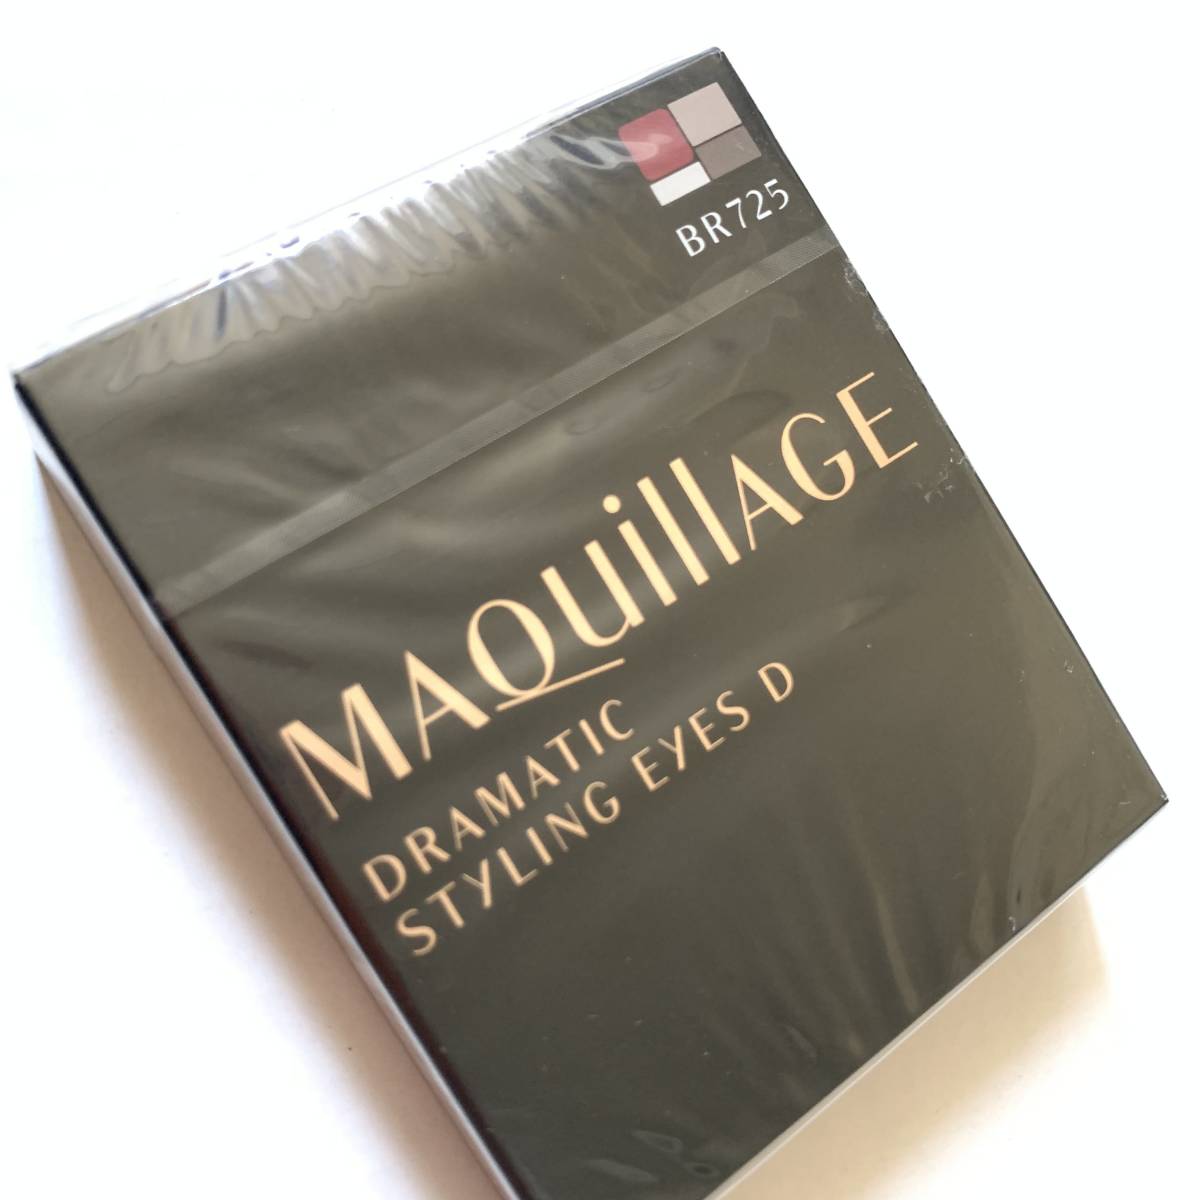 BR725
MAQuillAGE
DRAMATIC
STYLING EYES D